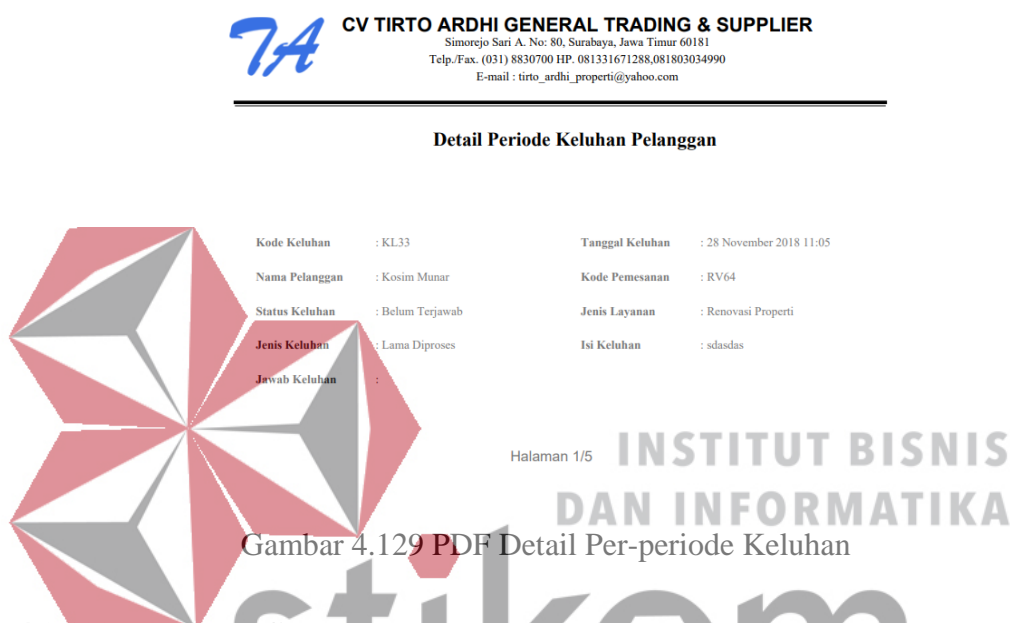 TA
CV TIRTO ARDHI GENERAL TRADING & SUPPLIER
Simorejo Sari A. No: 80, Surabaya, Jawa Timur 60181
Telp./Fax. (031) 8830700 HP. 081331671288,081803034990
E-mail : tirto_ardhi_properti@yahoo.com
Detail Periode Keluhan Pelanggan
Kode Keluhan : KL33 Tanggal Keluhan : 28 November 2018 11:05
Nama Pelanggan : Kosim Munar Kode Pemesanan : RV64
Status Keluhan : Belum Terjawab Jenis Layanan : Renovasi Properti
Jenis Keluhan : Lama Diproses Isi Keluhan : sdasdas
Jawab Keluhan :
Halaman 1/5
INSTITUT BISNIS
DAN INFORMATIKA
Gambar 4.129 PDF Detail Per-periode Keluhan
stikom